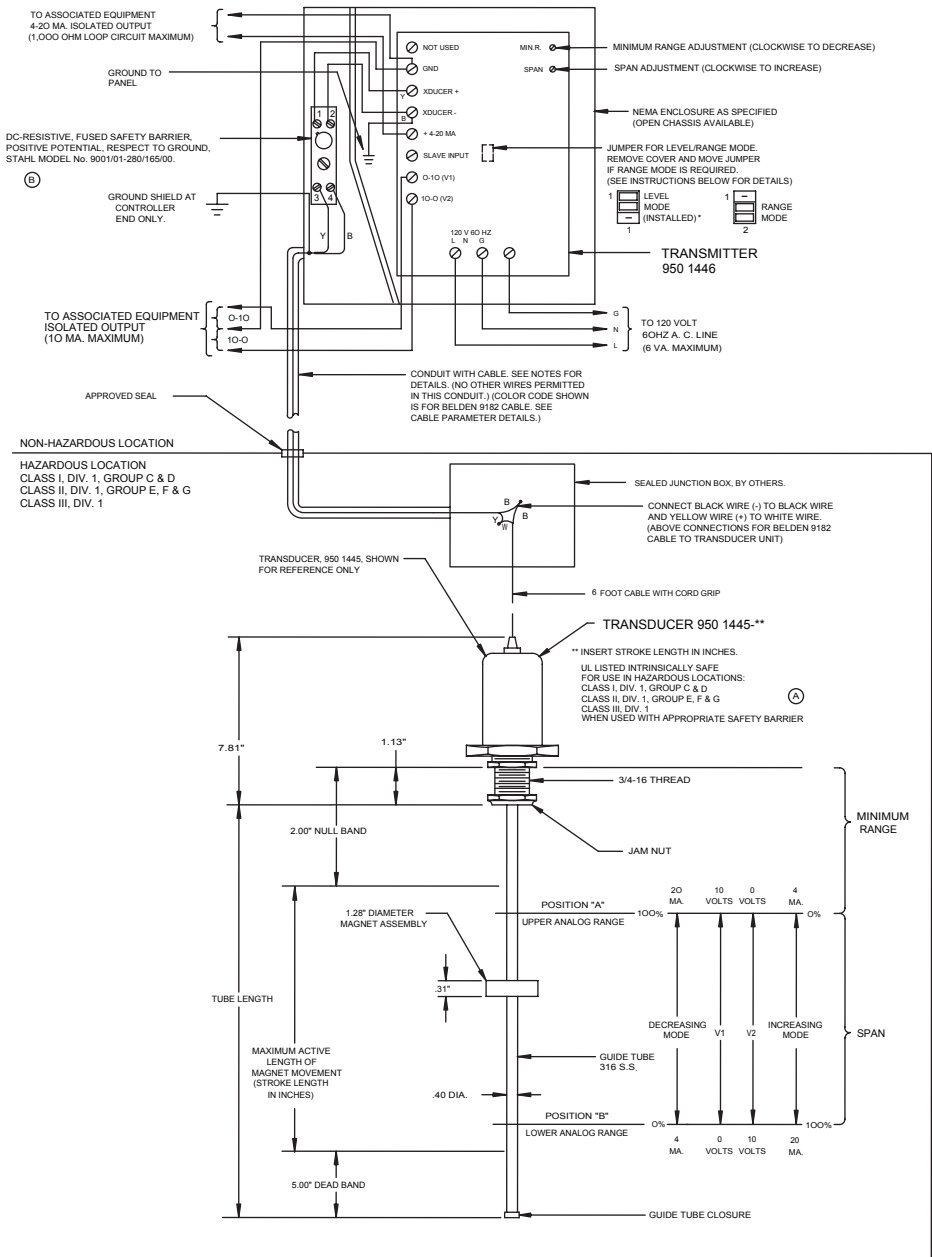 TO ASSOCIATED EQUIPMENT
4-20 MA. ISOLATED OUTPUT
(1,000 OHM LOOP CIRCUIT MAXIMUM)
GROUND TO
PANEL
DC-RESISTIVE, FUSED SAFETY BARRIER,
POSITIVE POTENTIAL, RESPECT TO GROUND,
STAHL MODEL No. 9001/01-280/165/00.
B
GROUND SHIELD AT
CONTROLLER
END ONLY.
1 2
3 4
Y B
Y
B
NOT USED
GND
XDUCER +
XDUCER -
+ 4-20 MA
SLAVE INPUT
0-10 (V1)
10-0 (V2)
MIN.R.
SPAN
120 V 60 HZ
L N G
MINIMUM RANGE ADJUSTMENT (CLOCKWISE TO DECREASE)
SPAN ADJUSTMENT (CLOCKWISE TO INCREASE)
NEMA ENCLOSURE AS SPECIFIED
(OPEN CHASSIS AVAILABLE)
JUMPER FOR LEVEL/RANGE MODE.
REMOVE COVER AND MOVE JUMPER
IF RANGE MODE IS REQUIRED.
(SEE INSTRUCTIONS BELOW FOR DETAILS)
1 LEVEL
MODE
(INSTALLED) *
1
1
RANGE
MODE
2
TRANSMITTER
950 1446
TO ASSOCIATED EQUIPMENT
ISOLATED OUTPUT
(10 MA. MAXIMUM)
0-10
10-0
G
N
L
TO 120 VOLT
60HZ A. C. LINE
(6 VA. MAXIMUM)
CONDUIT WITH CABLE. SEE NOTES FOR
DETAILS. (NO OTHER WIRES PERMITTED
IN THIS CONDUIT.) (COLOR CODE SHOWN
IS FOR BELDEN 9182 CABLE. SEE
CABLE PARAMETER DETAILS.)
APPROVED SEAL
NON-HAZARDOUS LOCATION
HAZARDOUS LOCATION
CLASS I, DIV. 1, GROUP C & D
CLASS II, DIV. 1, GROUP E, F & G
CLASS III, DIV. 1
B
Y B
W
SEALED JUNCTION BOX, BY OTHERS.
CONNECT BLACK WIRE (-) TO BLACK WIRE
AND YELLOW WIRE (+) TO WHITE WIRE.
(ABOVE CONNECTIONS FOR BELDEN 9182
CABLE TO TRANSDUCER UNIT)
TRANSDUCER, 950 1445, SHOWN
FOR REFERENCE ONLY
6 FOOT CABLE WITH CORD GRIP
TRANSDUCER 950 1445-**
** INSERT STROKE LENGTH IN INCHES.
UL LISTED INTRINSICALLY SAFE
FOR USE IN HAZARDOUS LOCATIONS:
CLASS I, DIV. 1, GROUP C & D
CLASS II, DIV. 1, GROUP E, F & G
CLASS III, DIV. 1
WHEN USED WITH APPROPRIATE SAFETY BARRIER
A
7.81"
1.13"
3/4-16 THREAD
2.00" NULL BAND
JAM NUT
MINIMUM
RANGE
1.28" DIAMETER
MAGNET ASSEMBLY
POSITION "A"
UPPER ANALOG RANGE
20
MA.
10
VOLTS
0
VOLTS
4
MA.
100%
0%
.31"
TUBE LENGTH
MAXIMUM ACTIVE
LENGTH OF
MAGNET MOVEMENT
(STROKE LENGTH
IN INCHES)
DECREASING
MODE
V1
V2
INCREASING
MODE
SPAN
GUIDE TUBE
316 S.S.
.40 DIA.
POSITION "B"
LOWER ANALOG RANGE
0%
100%
4
MA.
0
VOLTS
10
VOLTS
20
MA.
5.00" DEAD BAND
GUIDE TUBE CLOSURE